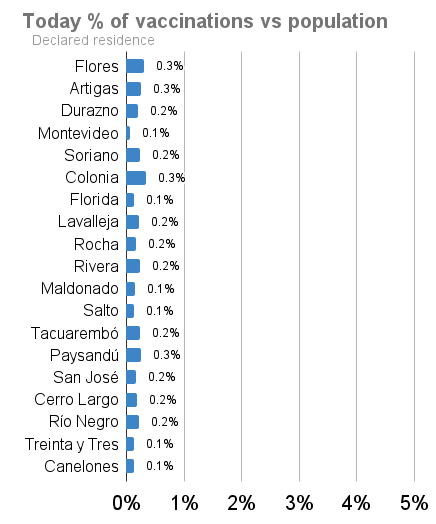 Today % of vaccinations vs population
Declared residence
Flores 0.3%
Artigas 0.3%
Durazno 0.2%
Montevideo 0.1%
Soriano 0.2%
Colonia 0.3%
Florida 0.1%
Lavalleja 0.2%
Rocha 0.2%
Rivera 0.2%
Maldonado 0.1%
Salto 0.1%
Tacuarembó 0.2%
Paysandú 0.3%
San José 0.2%
Cerro Largo 0.2%
Río Negro 0.2%
Treinta y Tres 0.1%
Canelones 0.1%
0% 1% 2% 3% 4% 5%